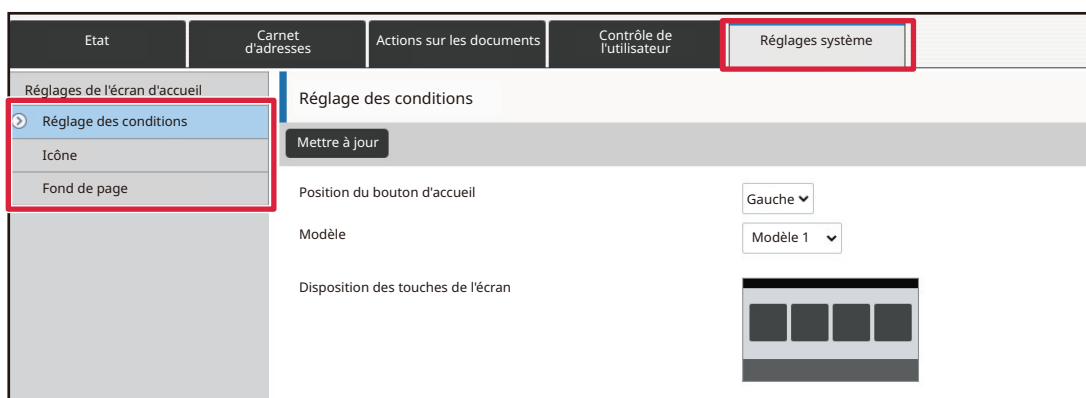 Etat
Carnet
d'adresses
Actions sur les documents
Contrôle de
l'utilisateur
Réglages système
Réglages de l'écran d'accueil
Réglage des conditions
Icône
Fond de page
Réglage des conditions
Mettre à jour
Position du bouton d'accueil
Gauche
Modèle
Modèle 1
Disposition des touches de l'écran